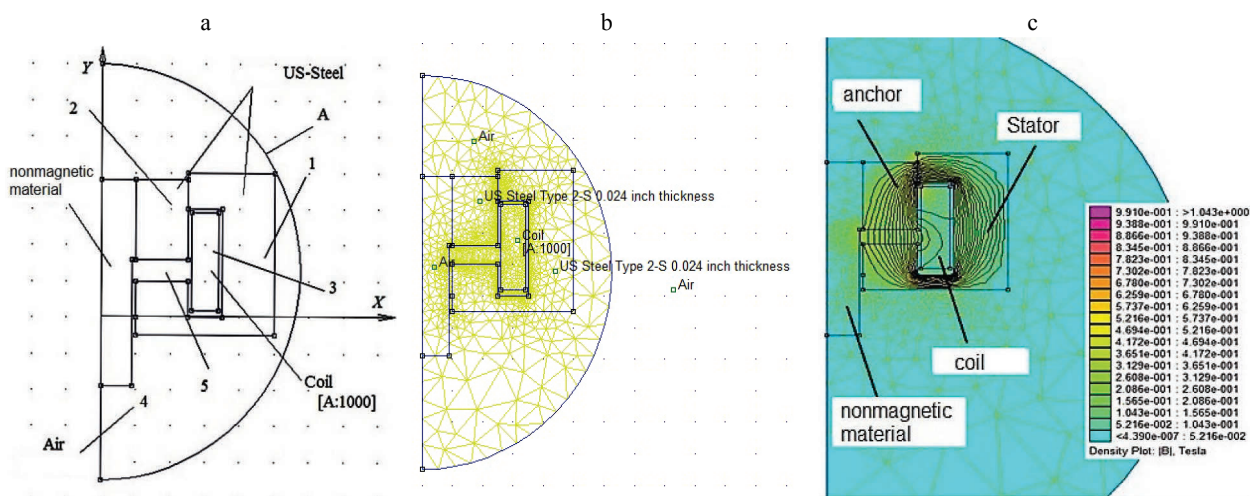 a
b
c
Y
US-Steel
2
A
1
nonmagnetic
material
X
3
5
Coil
[A:1000]
4
Air
Air
US Steel Type 2-S 0.024 inch thickness
Coil
[A:1000]
A
US Steel Type 2-S 0.024 inch thickness
Air
anchor
Stator
coil
nonmagnetic
material
9.910e-001 : >1.043e+000
9.388e-001 : 9.910e-001
8.866e-001 : 9.388e-001
8.345e-001 : 8.866e-001
7.823e-001 : 8.345e-001
7.302e-001 : 7.823e-001
6.780e-001 : 7.302e-001
6.259e-001 : 6.780e-001
5.737e-001 : 6.259e-001
5.216e-001 : 5.737e-001
4.694e-001 : 5.216e-001
4.172e-001 : 4.694e-001
3.651e-001 : 4.172e-001
3.129e-001 : 3.651e-001
2.608e-001 : 3.129e-001
2.086e-001 : 2.608e-001
1.565e-001 : 2.086e-001
1.043e-001 : 1.565e-001
5.216e-002 : 1.043e-001
<4.390e-007 : 5.216e-002
Density Plot: |B|, Tesla